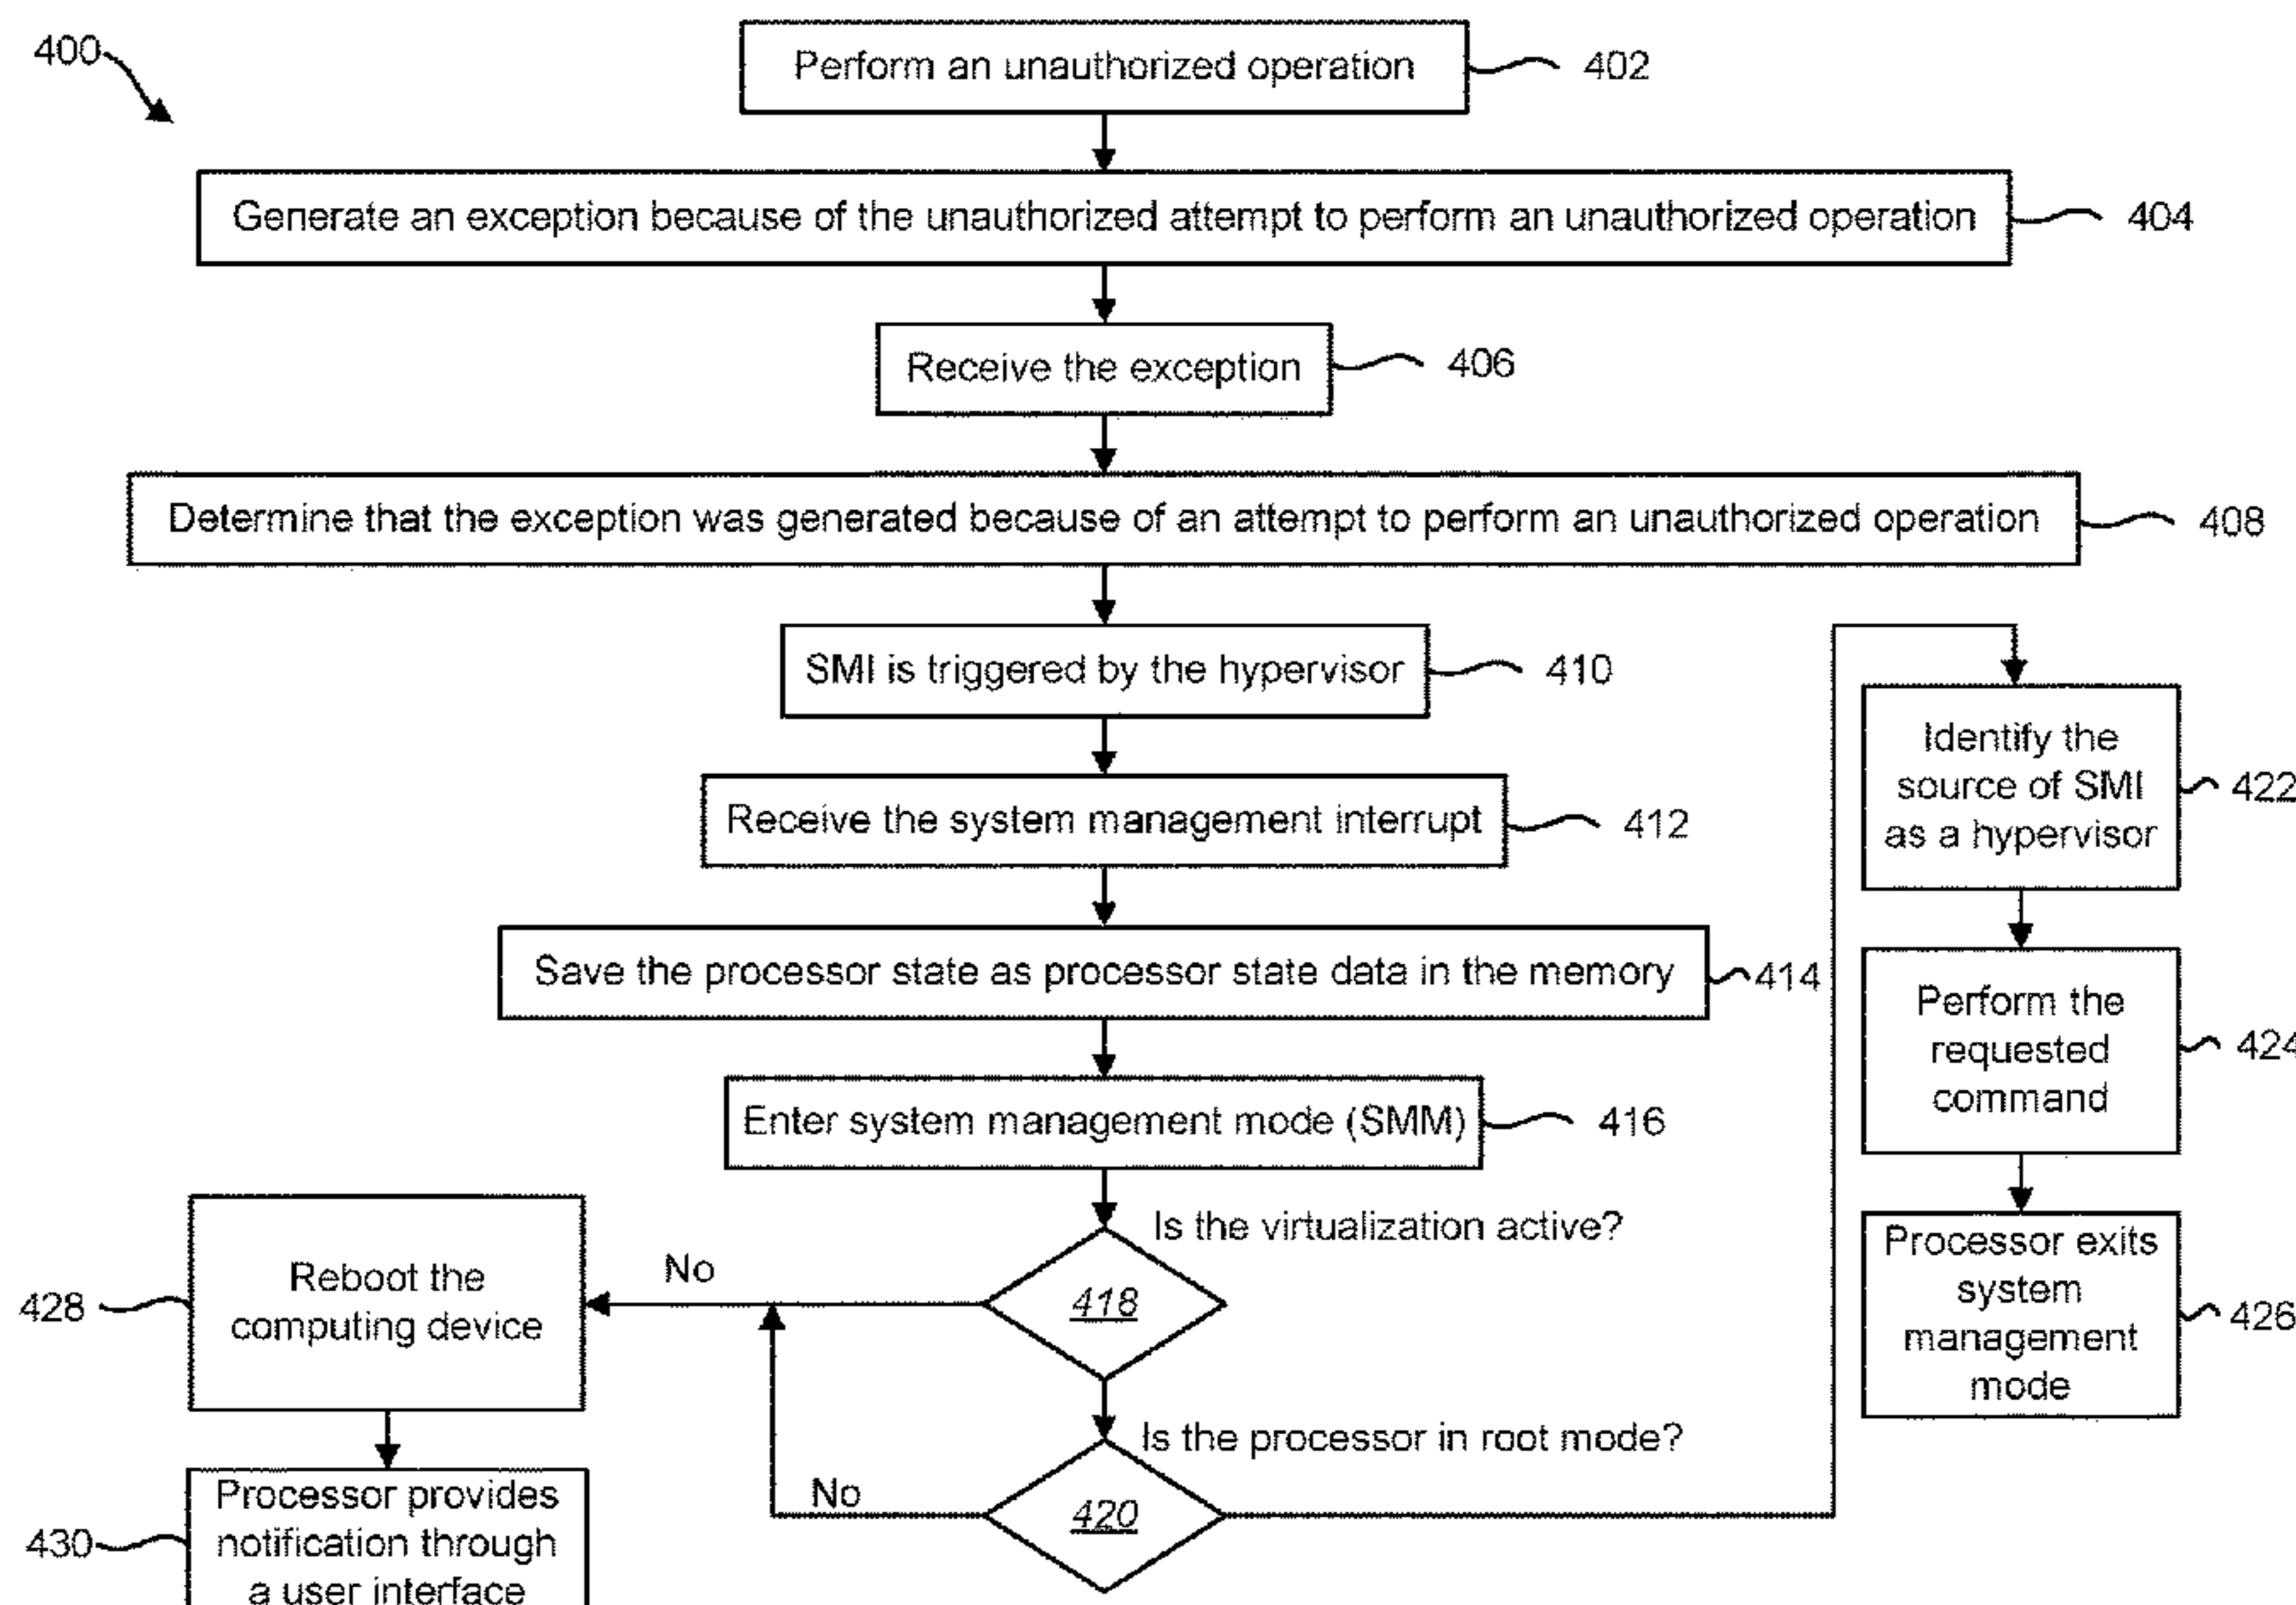 400
Perform an unauthorized operation
402
Generate an exception because of the unauthorized attempt to perform an unauthorized operation
404
Receive the exception
406
Determine that the exception was generated because of an attempt to perform an unauthorized operation
408
SMI is triggered by the hypervisor
410
Receive the system management interrupt
412
Save the processor state as processor state data in the memory
414
Enter system management mode (SMM)
416
Is the virtualization active?
418
No
Is the processor in root mode?
420
No
Identify the
source of SMI
as a hypervisor
422
Perform the
requested
command
424
Processor exits
system
management
mode
426
Reboot the
computing device
428
Processor provides
notification through
a user interface
430